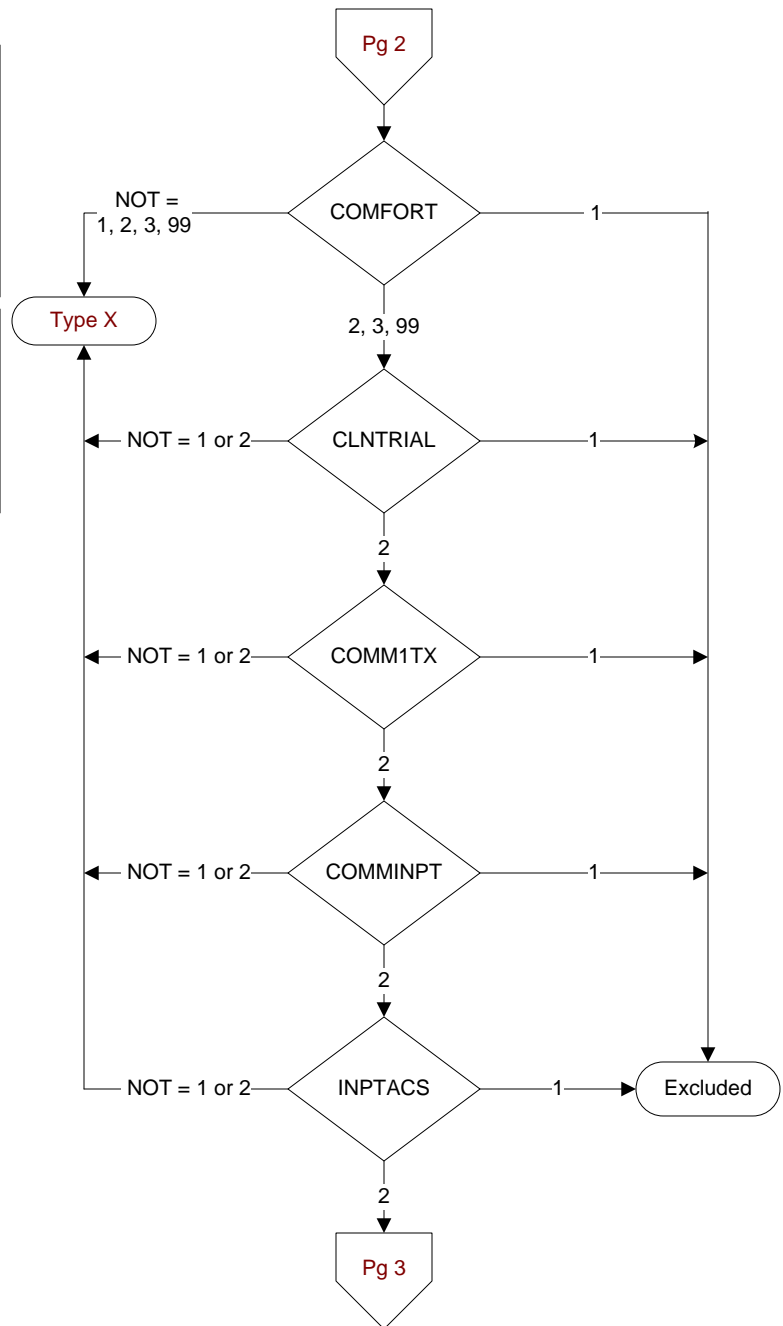 Pg 2
COMFORT
NOT =
1, 2, 3, 99
1
Type X
2, 3, 99
NOT = 1 or 2
CLNTRIAL
1
2
NOT = 1 or 2
COMM1TX
1
2
NOT = 1 or 2
COMMINPT
1
2
NOT = 1 or 2
INPTACS
1
Excluded
2
Pg 3